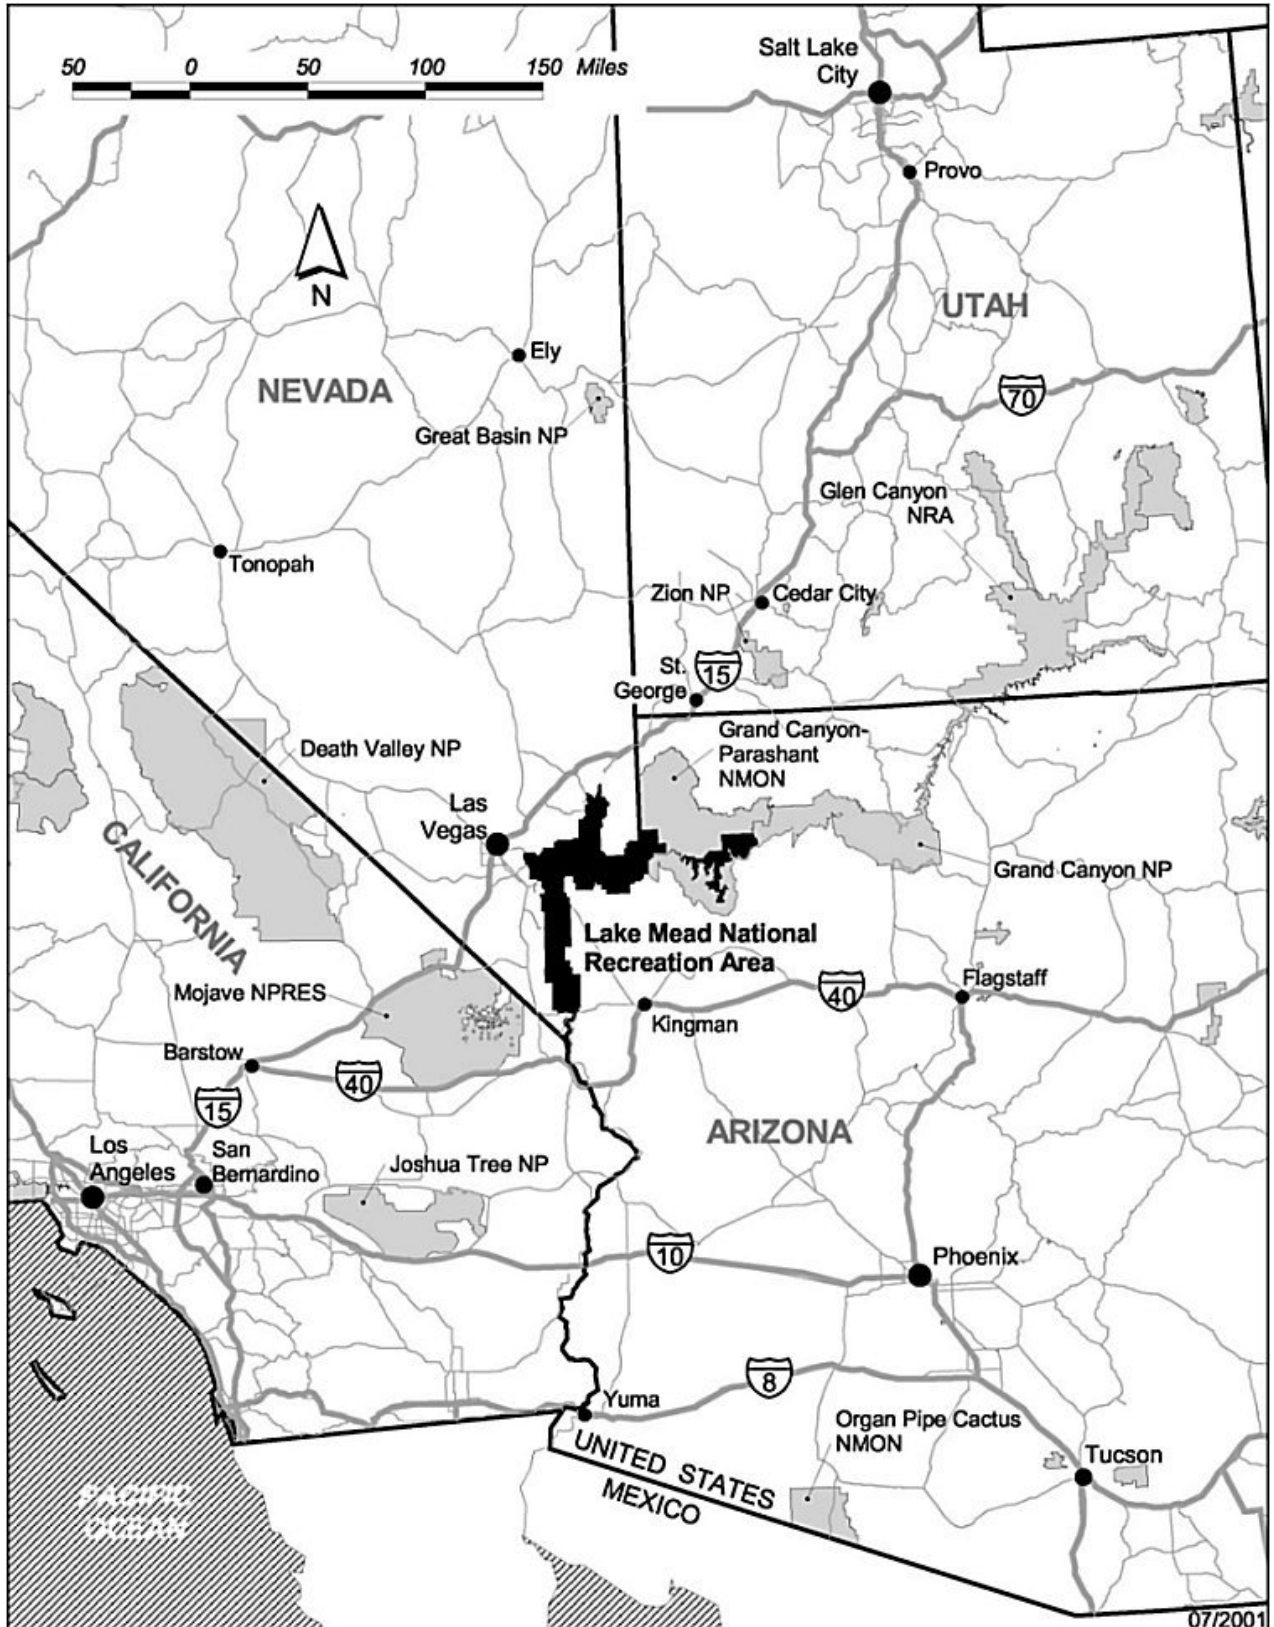 50 0 50 100 150 Miles
Salt Lake
City
Provo
N
UTAH
Ely
NEVADA
70
Great Basin NP
Glen Canyon
NRA
Tonopah
Zion NP
Cedar City
St.
George
15
Grand Canyon-
Parashant
NMON
Death Valley NP
Las
Vegas
CALIFORNIA
Grand Canyon NP
Lake Mead National
Recreation Area
Mojave NPRES
40
Flagstaff
Kingman
Barstow
40
15
ARIZONA
Los
Angeles
San
Bernardino
Joshua Tree NP
10
Phoenix
8
Yuma
Organ Pipe Cactus
NMON
UNITED STATES
MEXICO
Tucson
PACIFIC
OCEAN
07/2001